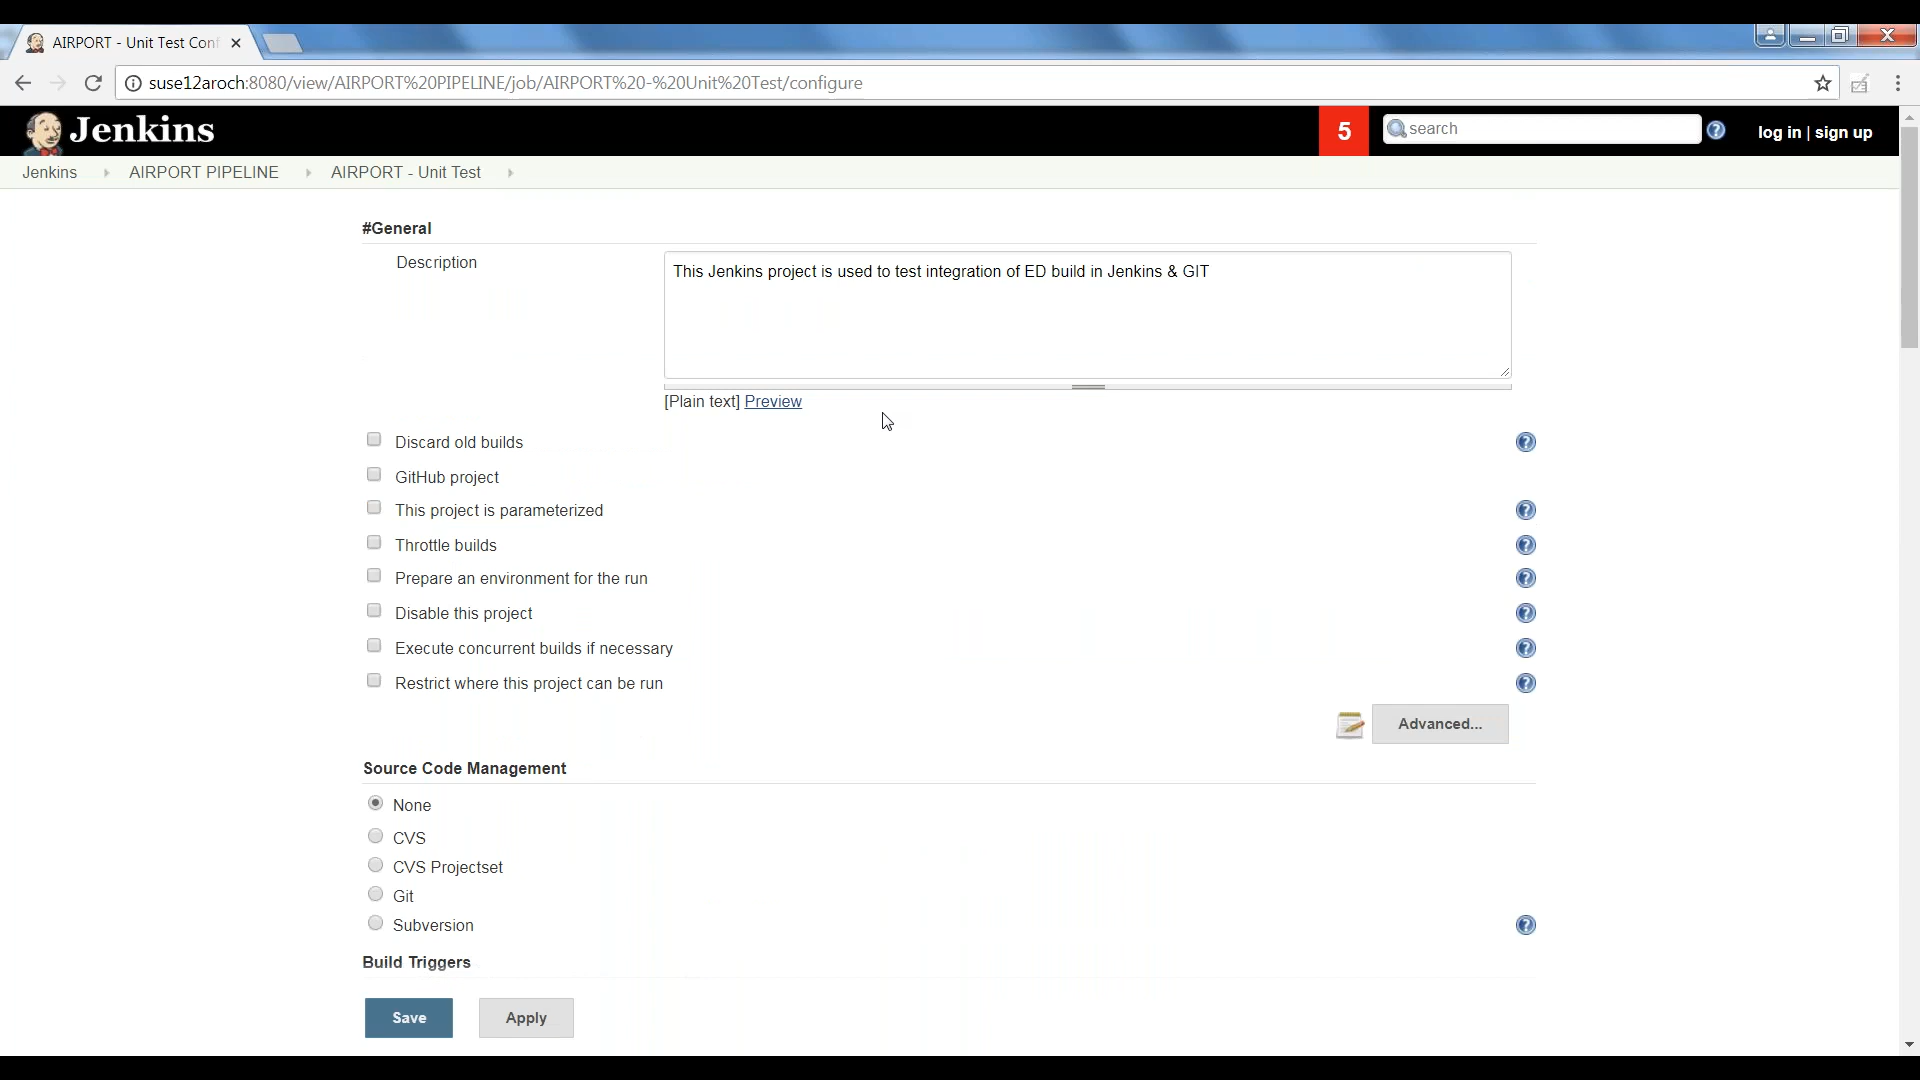 AIRPORT - Unit Test Conf
suse12aroch:8080/view/AIRPORT%20PIPELINE/job/AIRPORT%20-%20Unit%20Test/configure
Jenkins
5
search
log in | sign up
Jenkins AIRPORT PIPELINE AIRPORT - Unit Test
#General
Description
This Jenkins project is used to test integration of ED build in Jenkins & GIT
[Plain text] Preview
Discard old builds
GitHub project
This project is parameterized
Throttle builds
Prepare an environment for the run
Disable this project
Execute concurrent builds if necessary
Restrict where this project can be run
Advanced...
Source Code Management
None
CVS
CVS Projectset
Git
Subversion
Build Triggers
Save Apply